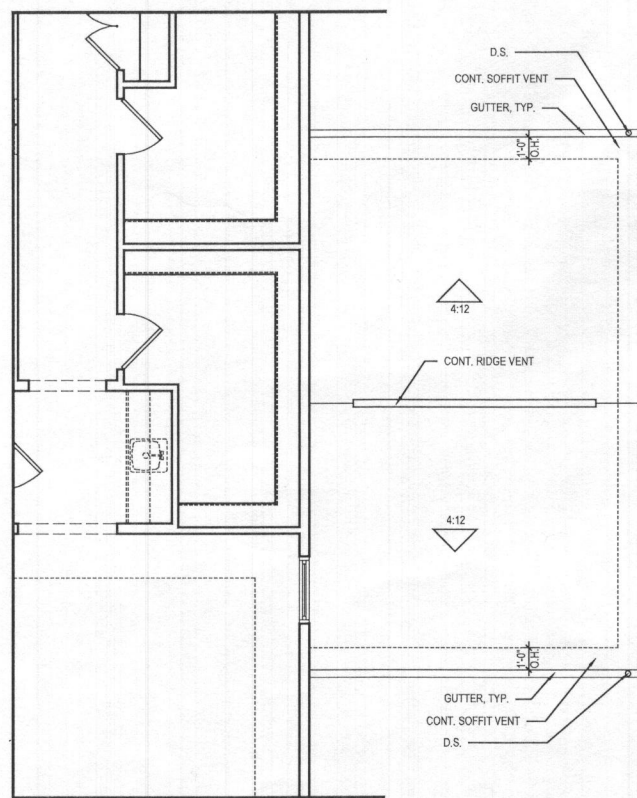 D.S.
CONT. SOFFIT VENT
GUTTER, TYP.
1'-0"
O.H.
4:12
CONT. RIDGE VENT
4:12
1'-0"
O.H.
GUTTER, TYP.
CONT. SOFFIT VENT
D.S.